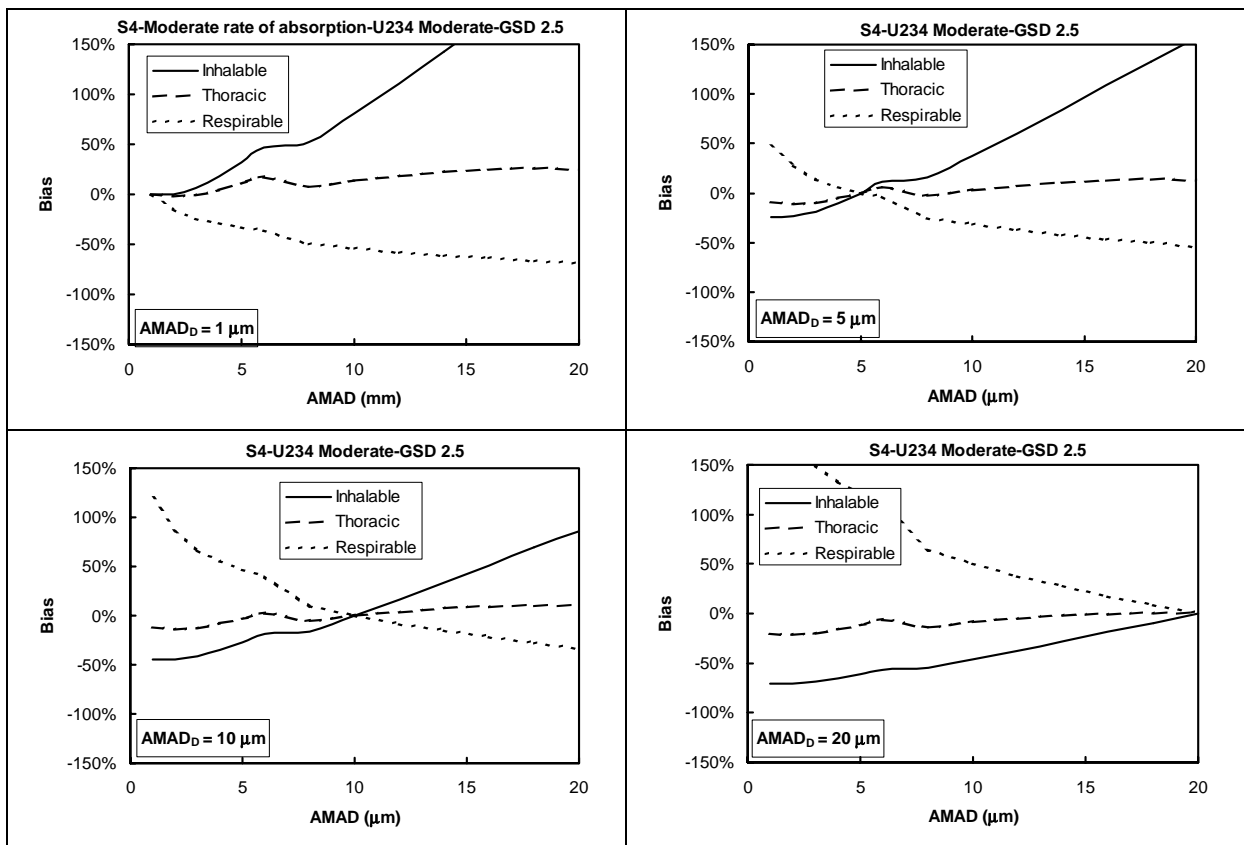 S4-Moderate rate of absorption-U234 Moderate-GSD 2.5
150%
100%
50%
0%
-50%
-100%
-150%
Bias
Inhalable
Thoracic
Respirable
AMADD = 1 μm
0 5 10 15 20
AMAD (mm)
S4-U234 Moderate-GSD 2.5
150%
100%
50%
0%
-50%
-100%
-150%
Bias
Inhalable
Thoracic
Respirable
AMADD = 5 μm
0 5 10 15 20
AMAD (μm)
S4-U234 Moderate-GSD 2.5
150%
100%
50%
0%
-50%
-100%
-150%
Bias
Inhalable
Thoracic
Respirable
AMADD = 10 μm
0 5 10 15 20
AMAD (μm)
S4-U234 Moderate-GSD 2.5
150%
100%
50%
0%
-50%
-100%
-150%
Bias
Inhalable
Thoracic
Respirable
AMADD = 20 μm
0 5 10 15 20
AMAD (μm)